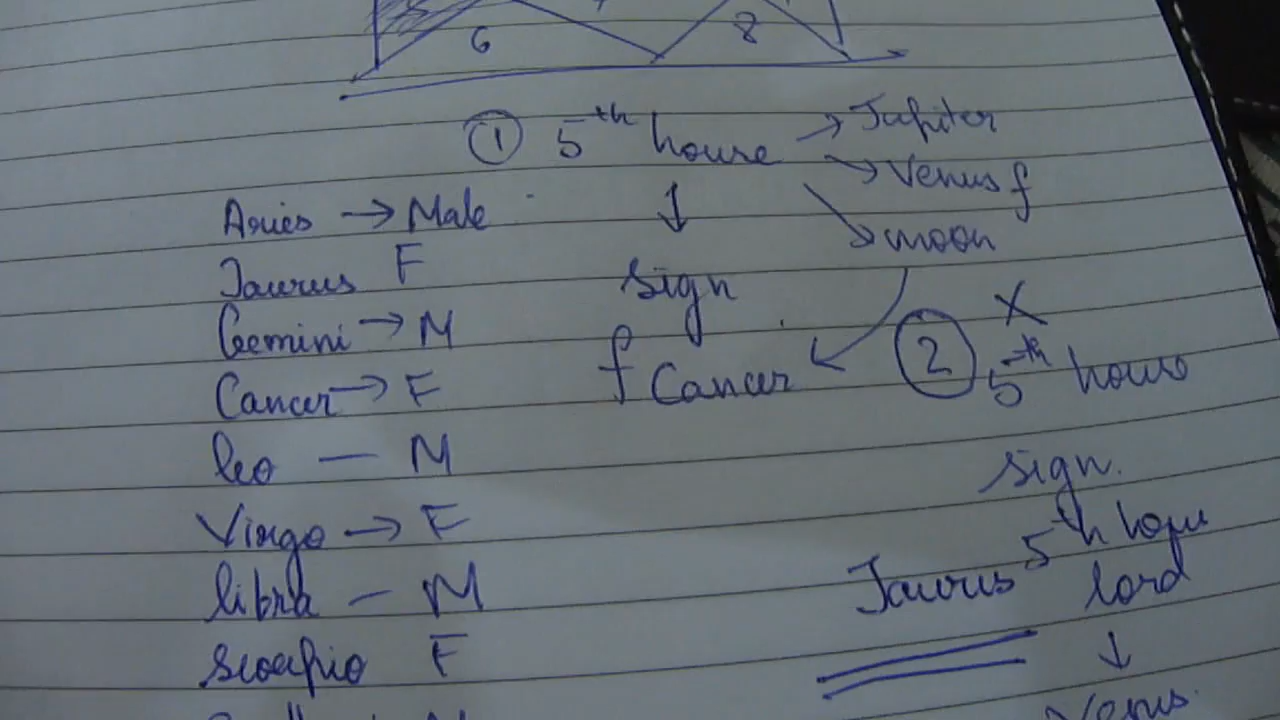 6
8
① 5th house → Jupiter
→ Venus f
↓ ↘ moon
Aries → Male
Taurus F
sign
Gemini → M
X
f Cancer
② 5th house
Cancer → F
Leo — M
sign.
Virgo → F
5th house
Taurus lord
Libra — M
↓
Scorpio F
Venus.